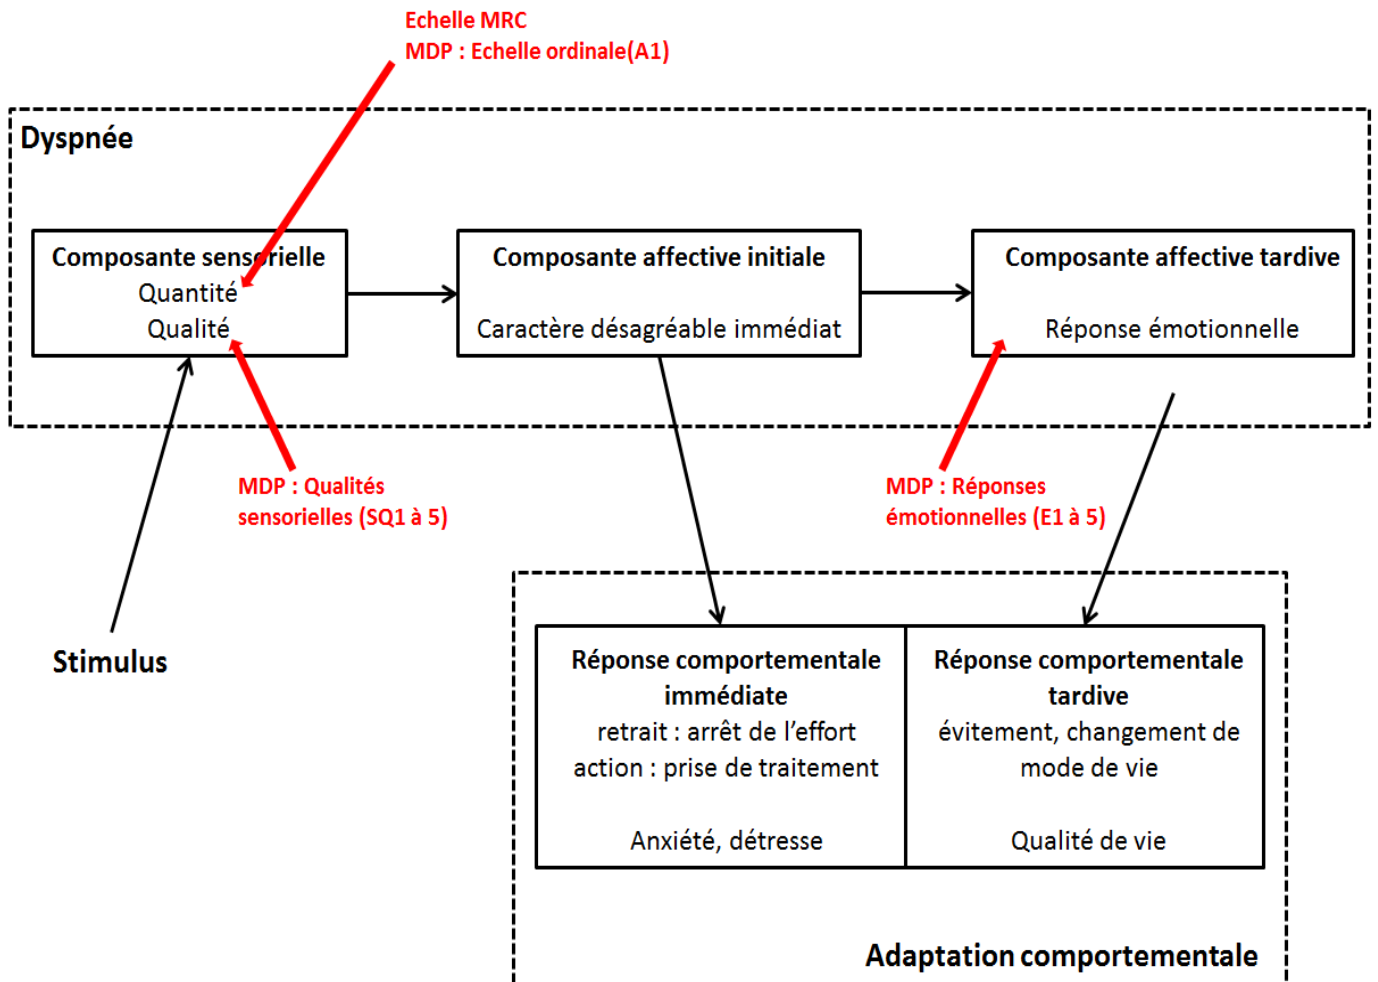 Echelle MRC
MDP : Echelle ordinale(A1)
Dyspnée
Composante sensorielle
Quantité
Qualité
Composante affective initiale
Caractère désagréable immédiat
Composante affective tardive
Réponse émotionnelle
MDP : Qualités
sensorielles (SQ1 à 5)
MDP : Réponses
émotionnelles (E1 à 5)
Stimulus
Réponse comportementale
immédiate
retrait : arrêt de l’effort
action : prise de traitement
Anxiété, détresse
Réponse comportementale
tardive
évitement, changement de
mode de vie
Qualité de vie
Adaptation comportementale